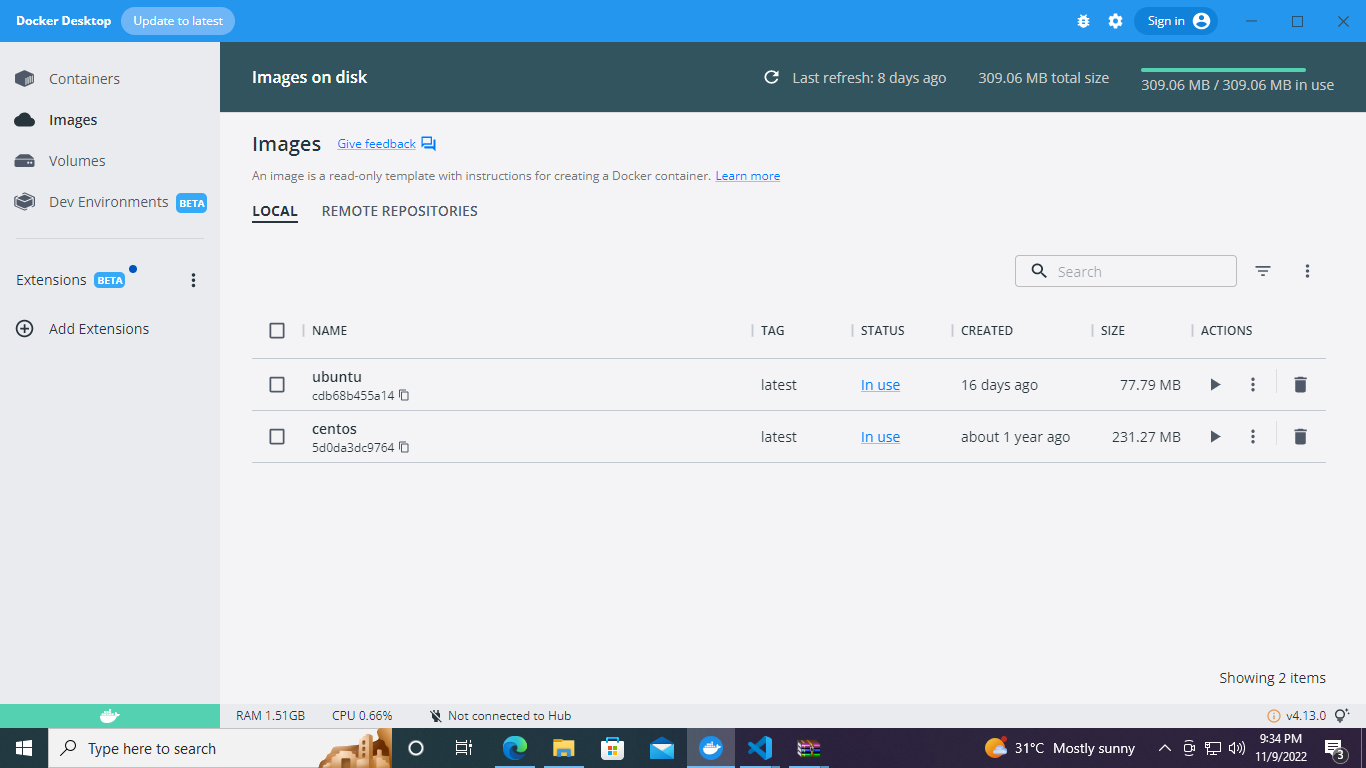 Docker Desktop Update to latest Sign in
Containers
Images
Volumes
Dev Environments BETA
Extensions BETA
Add Extensions
Images on disk Last refresh: 8 days ago 309.06 MB total size 309.06 MB / 309.06 MB in use
Images Give feedback
An image is a read-only template with instructions for creating a Docker container. Learn more
LOCAL REMOTE REPOSITORIES
Search
NAME TAG STATUS CREATED SIZE ACTIONS
ubuntu latest In use 16 days ago 77.79 MB
cdb68b455a14
centos latest In use about 1 year ago 231.27 MB
5d0da3dc9764
Showing 2 items
RAM 1.51GB CPU 0.66% Not connected to Hub v4.13.0
Type here to search 31°C Mostly sunny 9:34 PM
11/9/2022 3